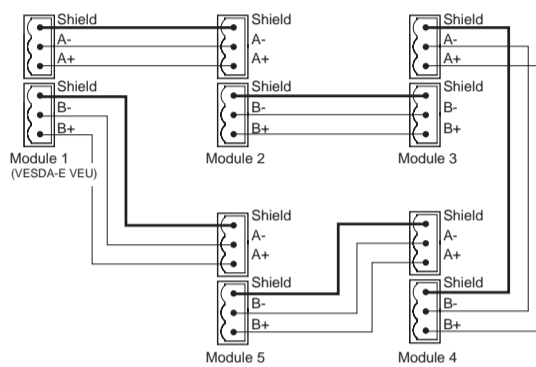 Shield
A-
A+
Shield
B-
B+
Module 1
(VESDA-E VEU)
Shield
A-
A+
Shield
B-
B+
Module 2
Shield
A-
A+
Shield
B-
B+
Module 3
Shield
A-
A+
Shield
B-
B+
Module 5
Shield
A-
A+
Shield
B-
B+
Module 4